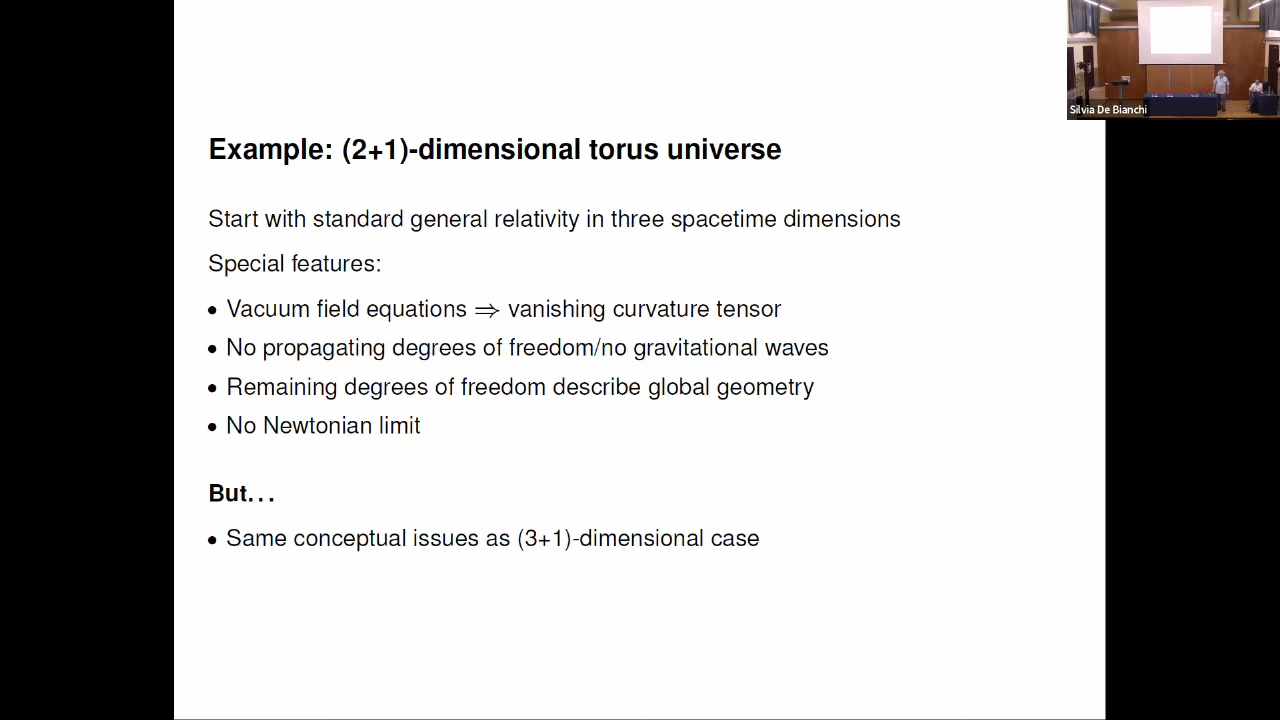 Silvia De Bianchi
Example: (2+1)-dimensional torus universe
Start with standard general relativity in three spacetime dimensions
Special features:
• Vacuum field equations ⇒ vanishing curvature tensor
• No propagating degrees of freedom/no gravitational waves
• Remaining degrees of freedom describe global geometry
• No Newtonian limit
But...
• Same conceptual issues as (3+1)-dimensional case